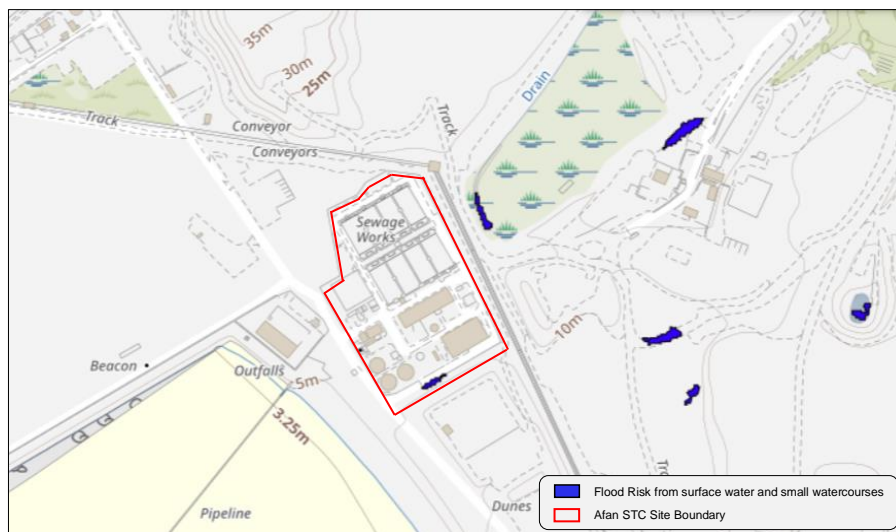 35m
30m
25m
Drain
Track
Track
Conveyor
Conveyors
Sewage
Works
10m
Beacon
Outfalls
5m
3.25m
Pipeline
Dunes
Flood Risk from surface water and small watercourses
Afan STC Site Boundary